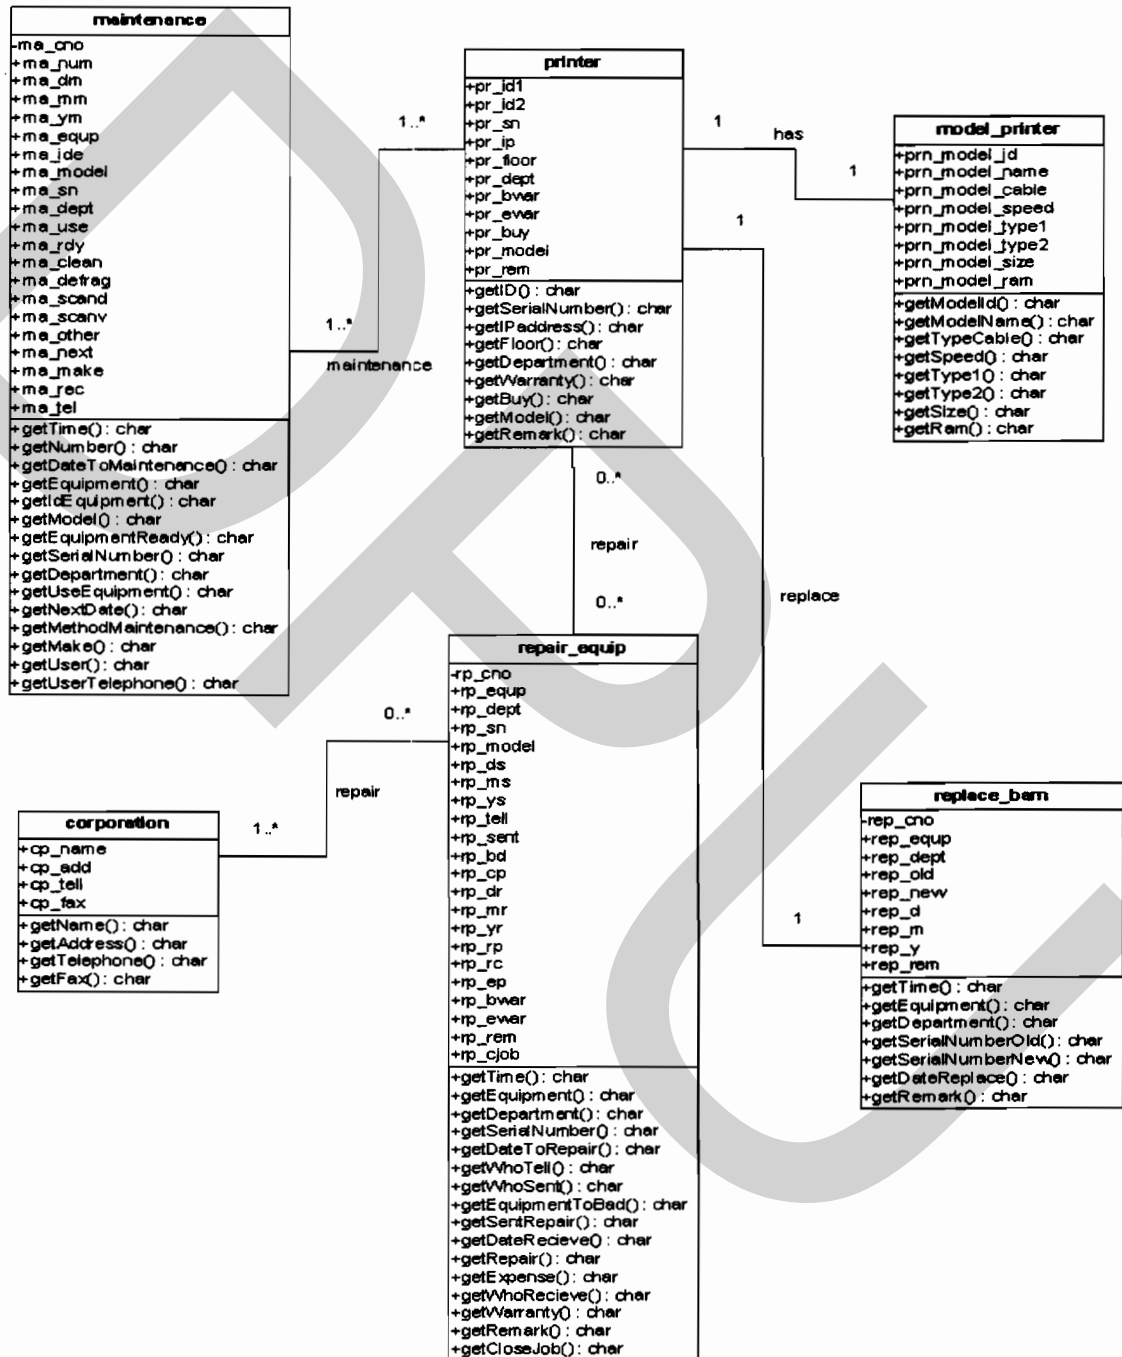 maintenance
-ma_cno
+ma_num
+ma_dm
+ma_mm
+ma_ym
+ma_equp
+ma_ide
+ma_model
+ma_sn
+ma_dept
+ma_use
+ma_rdy
+ma_clean
+ma_defrag
+ma_scand
+ma_scanv
+ma_other
+ma_next
+ma_make
+ma_rec
+ma_tel
+getTime() : char
+getNumber() : char
+getDateToMaintenance() : char
+getEquipment() : char
+getIdEquipment() : char
+getModel() : char
+getEquipmentReady() : char
+getSerialNumber() : char
+getDepartment() : char
+getUseEquipment() : char
+getNextDate() : char
+getMethodMaintenance() : char
+getMake() : char
+getUser() : char
+getUserTelephone() : char
1..*
1..*
maintenance
printer
+pr_id1
+pr_id2
+pr_sn
+pr_ip
+pr_floor
+pr_dept
+pr_bwar
+pr_ewar
+pr_buy
+pr_model
+pr_rem
+getID() : char
+getSerialNumber() : char
+getIPaddress() : char
+getFloor() : char
+getDepartment() : char
+getWarranty() : char
+getBuy() : char
+getModel() : char
+getRemark() : char
1
has
1
1
model_printer
+prn_model_id
+prn_model_name
+prn_model_cable
+prn_model_speed
+prn_model_type1
+prn_model_type2
+prn_model_size
+prn_model_ram
+getModelId() : char
+getModelName() : char
+getTypeCable() : char
+getSpeed() : char
+getType1() : char
+getType2() : char
+getSize() : char
+getRam() : char
0..*
repair
0..*
replace
repair_equip
-rp_cno
+rp_equp
+rp_dept
+rp_sn
+rp_model
+rp_ds
+rp_ms
+rp_ys
+rp_tell
+rp_sent
+rp_bd
+rp_cp
+rp_dr
+rp_mr
+rp_yr
+rp_rp
+rp_rc
+rp_ep
+rp_bwar
+rp_ewar
+rp_rem
+rp_cjob
+getTime() : char
+getEquipment() : char
+getDepartment() : char
+getSerialNumber() : char
+getDateToRepair() : char
+getWhoTell() : char
+getWhoSent() : char
+getEquipmentToBad() : char
+getSentRepair() : char
+getDateRecieve() : char
+getRepair() : char
+getExpense() : char
+getWhoRecieve() : char
+getWarranty() : char
+getRemark() : char
+getCloseJob() : char
0..*
repair
1..*
corporation
+cp_name
+cp_add
+cp_tell
+cp_fax
+getName() : char
+getAddress() : char
+getTelephone() : char
+getFax() : char
1
replace_bam
-rep_cno
+rep_equp
+rep_dept
+rep_old
+rep_new
+rep_d
+rep_m
+rep_y
+rep_rem
+getTime() : char
+getEquipment() : char
+getDepartment() : char
+getSerialNumberOld() : char
+getSerialNumberNew() : char
+getDateReplace() : char
+getRemark() : char
DPU